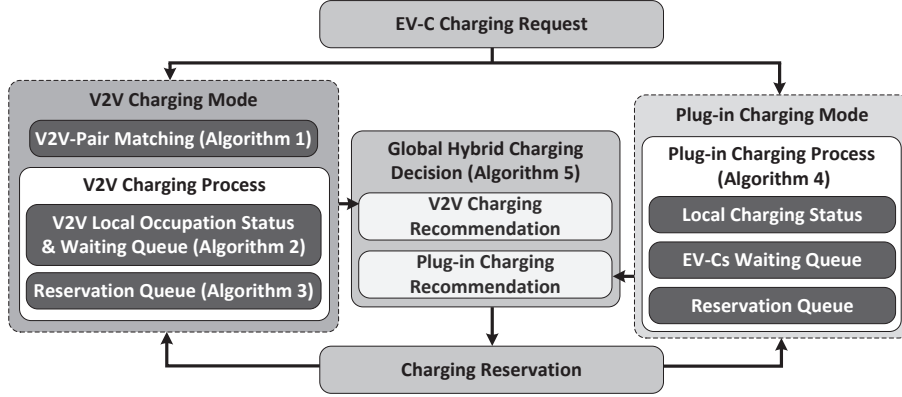 EV-C Charging Request
V2V Charging Mode
V2V-Pair Matching (Algorithm 1)
V2V Charging Process
V2V Local Occupation Status
& Waiting Queue (Algorithm 2)
Reservation Queue (Algorithm 3)
Global Hybrid Charging
Decision (Algorithm 5)
V2V Charging
Recommendation
Plug-in Charging
Recommendation
Plug-in Charging Mode
Plug-in Charging Process
(Algorithm 4)
Local Charging Status
EV-Cs Waiting Queue
Reservation Queue
Charging Reservation